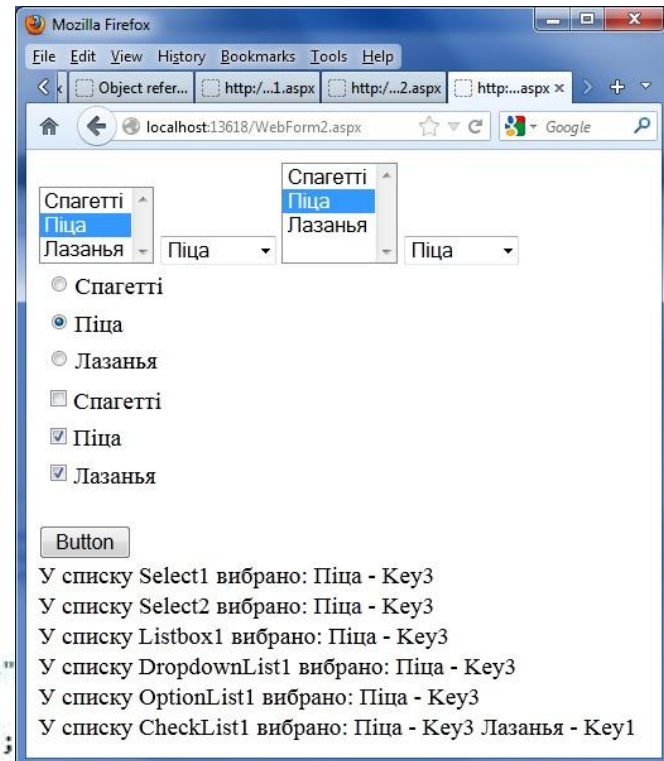 Mozilla Firefox
File Edit View History Bookmarks Tools Help
Object refer... http:/...1.aspx http:/...2.aspx http:...aspx
localhost:13618/WebForm2.aspx Google
Спагетті
Піца
Лазанья
Піца
Спагетті
Піца
Лазанья
Піца
Спагетті
Піца
Лазанья
Спагетті
Піца
Лазанья
Button
У списку Select1 вибрано: Піца - Key3
У списку Select2 вибрано: Піца - Key3
У списку Listbox1 вибрано: Піца - Key3
" У списку DropdownList1 вибрано: Піца - Key3
У списку OptionList1 вибрано: Піца - Key3
; У списку CheckList1 вибрано: Піца - Key3 Лазанья - Key1